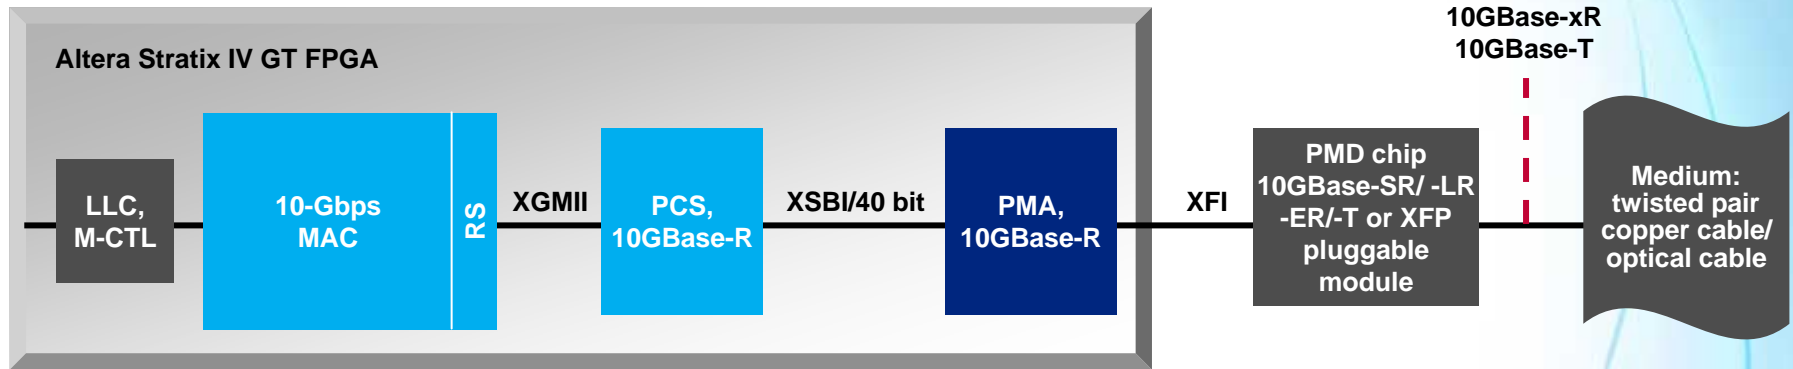 10GBase-xR
10GBase-T
Altera Stratix IV GT FPGA
LLC,
M-CTL
10-Gbps
MAC
RS
XGMII
PCS,
10GBase-R
XSBI/40 bit
PMA,
10GBase-R
XFI
PMD chip
10GBase-SR/ -LR
-ER/-T or XFP
pluggable
module
Medium:
twisted pair
copper cable/
optical cable